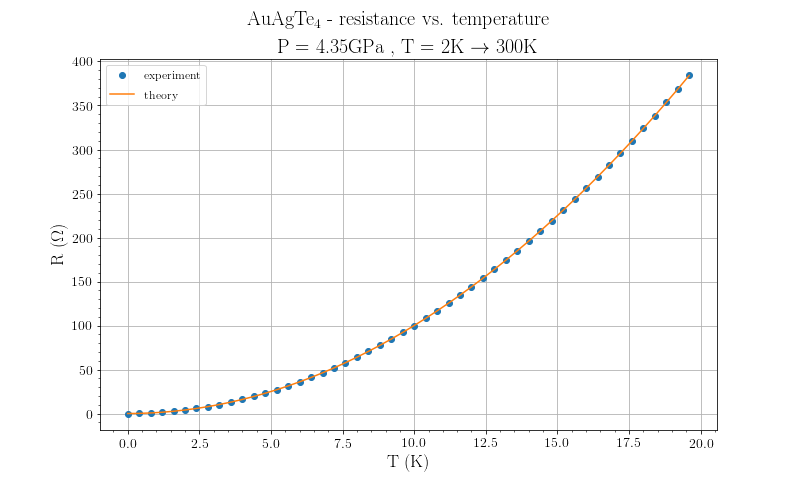 AuAgTe₄ - resistance vs. temperature
P = 4.35GPa , T = 2K → 300K
experiment
theory
400
350
300
250
200
150
100
50
0
R (Ω)
0.0 2.5 5.0 7.5 10.0 12.5 15.0 17.5 20.0
T (K)